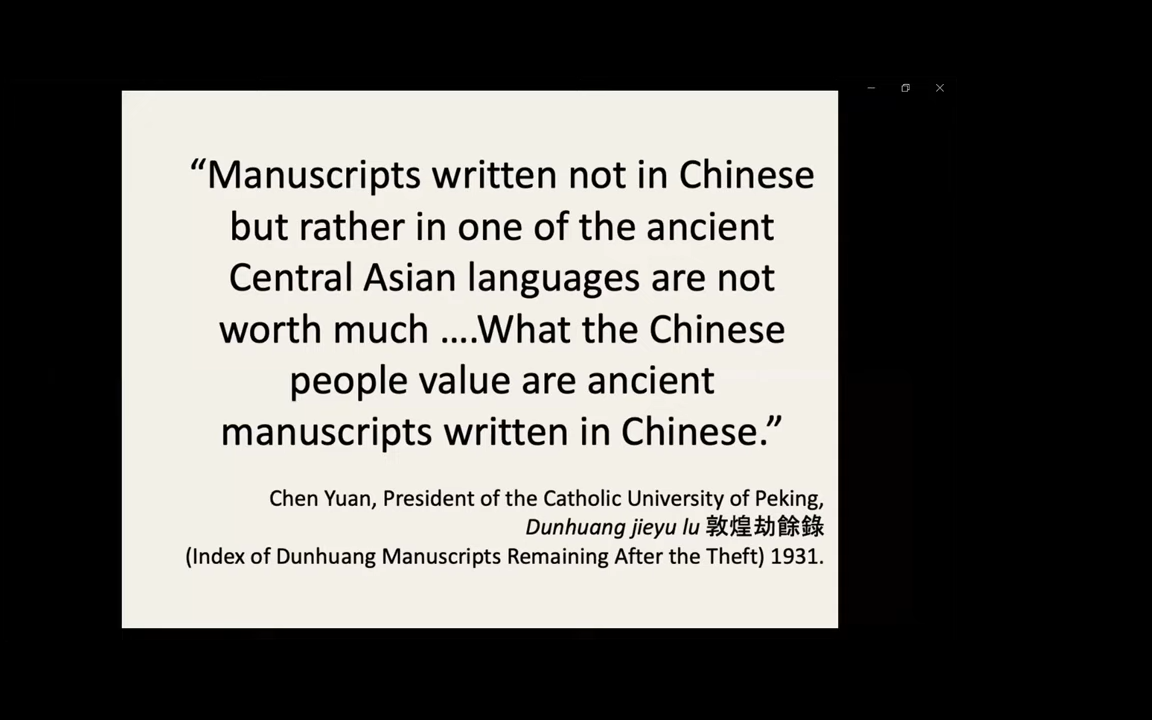 “Manuscripts written not in Chinese
but rather in one of the ancient
Central Asian languages are not
worth much ....What the Chinese
people value are ancient
manuscripts written in Chinese.”
Chen Yuan, President of the Catholic University of Peking,
Dunhuang jieyu lu 敦煌劫餘錄
(Index of Dunhuang Manuscripts Remaining After the Theft) 1931.